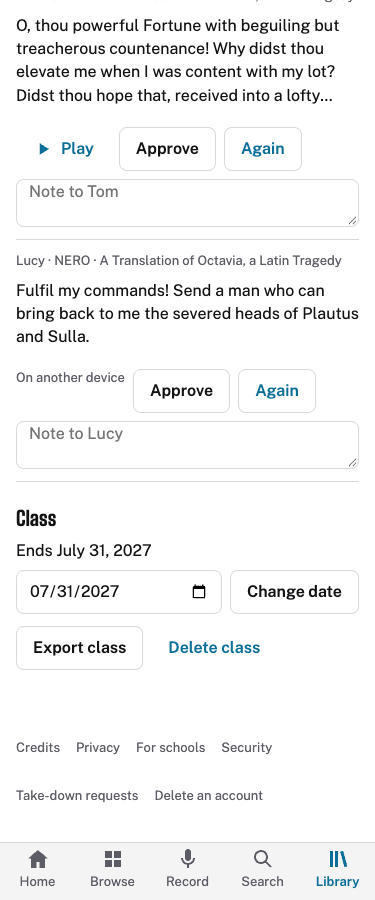 O, thou powerful Fortune with beguiling but
treacherous countenance! Why didst thou
elevate me when I was content with my lot?
Didst thou hope that, received into a lofty…
Play
Approve
Again
Note to Tom
Lucy · NERO · A Translation of Octavia, a Latin Tragedy
Fulfil my commands! Send a man who can
bring back to me the severed heads of Plautus
and Sulla.
On another device
Approve
Again
Note to Lucy
Class
Ends July 31, 2027
07/31/2027
Change date
Export class
Delete class
Credits
Privacy
For schools
Security
Take-down requests
Delete an account
Home
Browse
Record
Search
Library